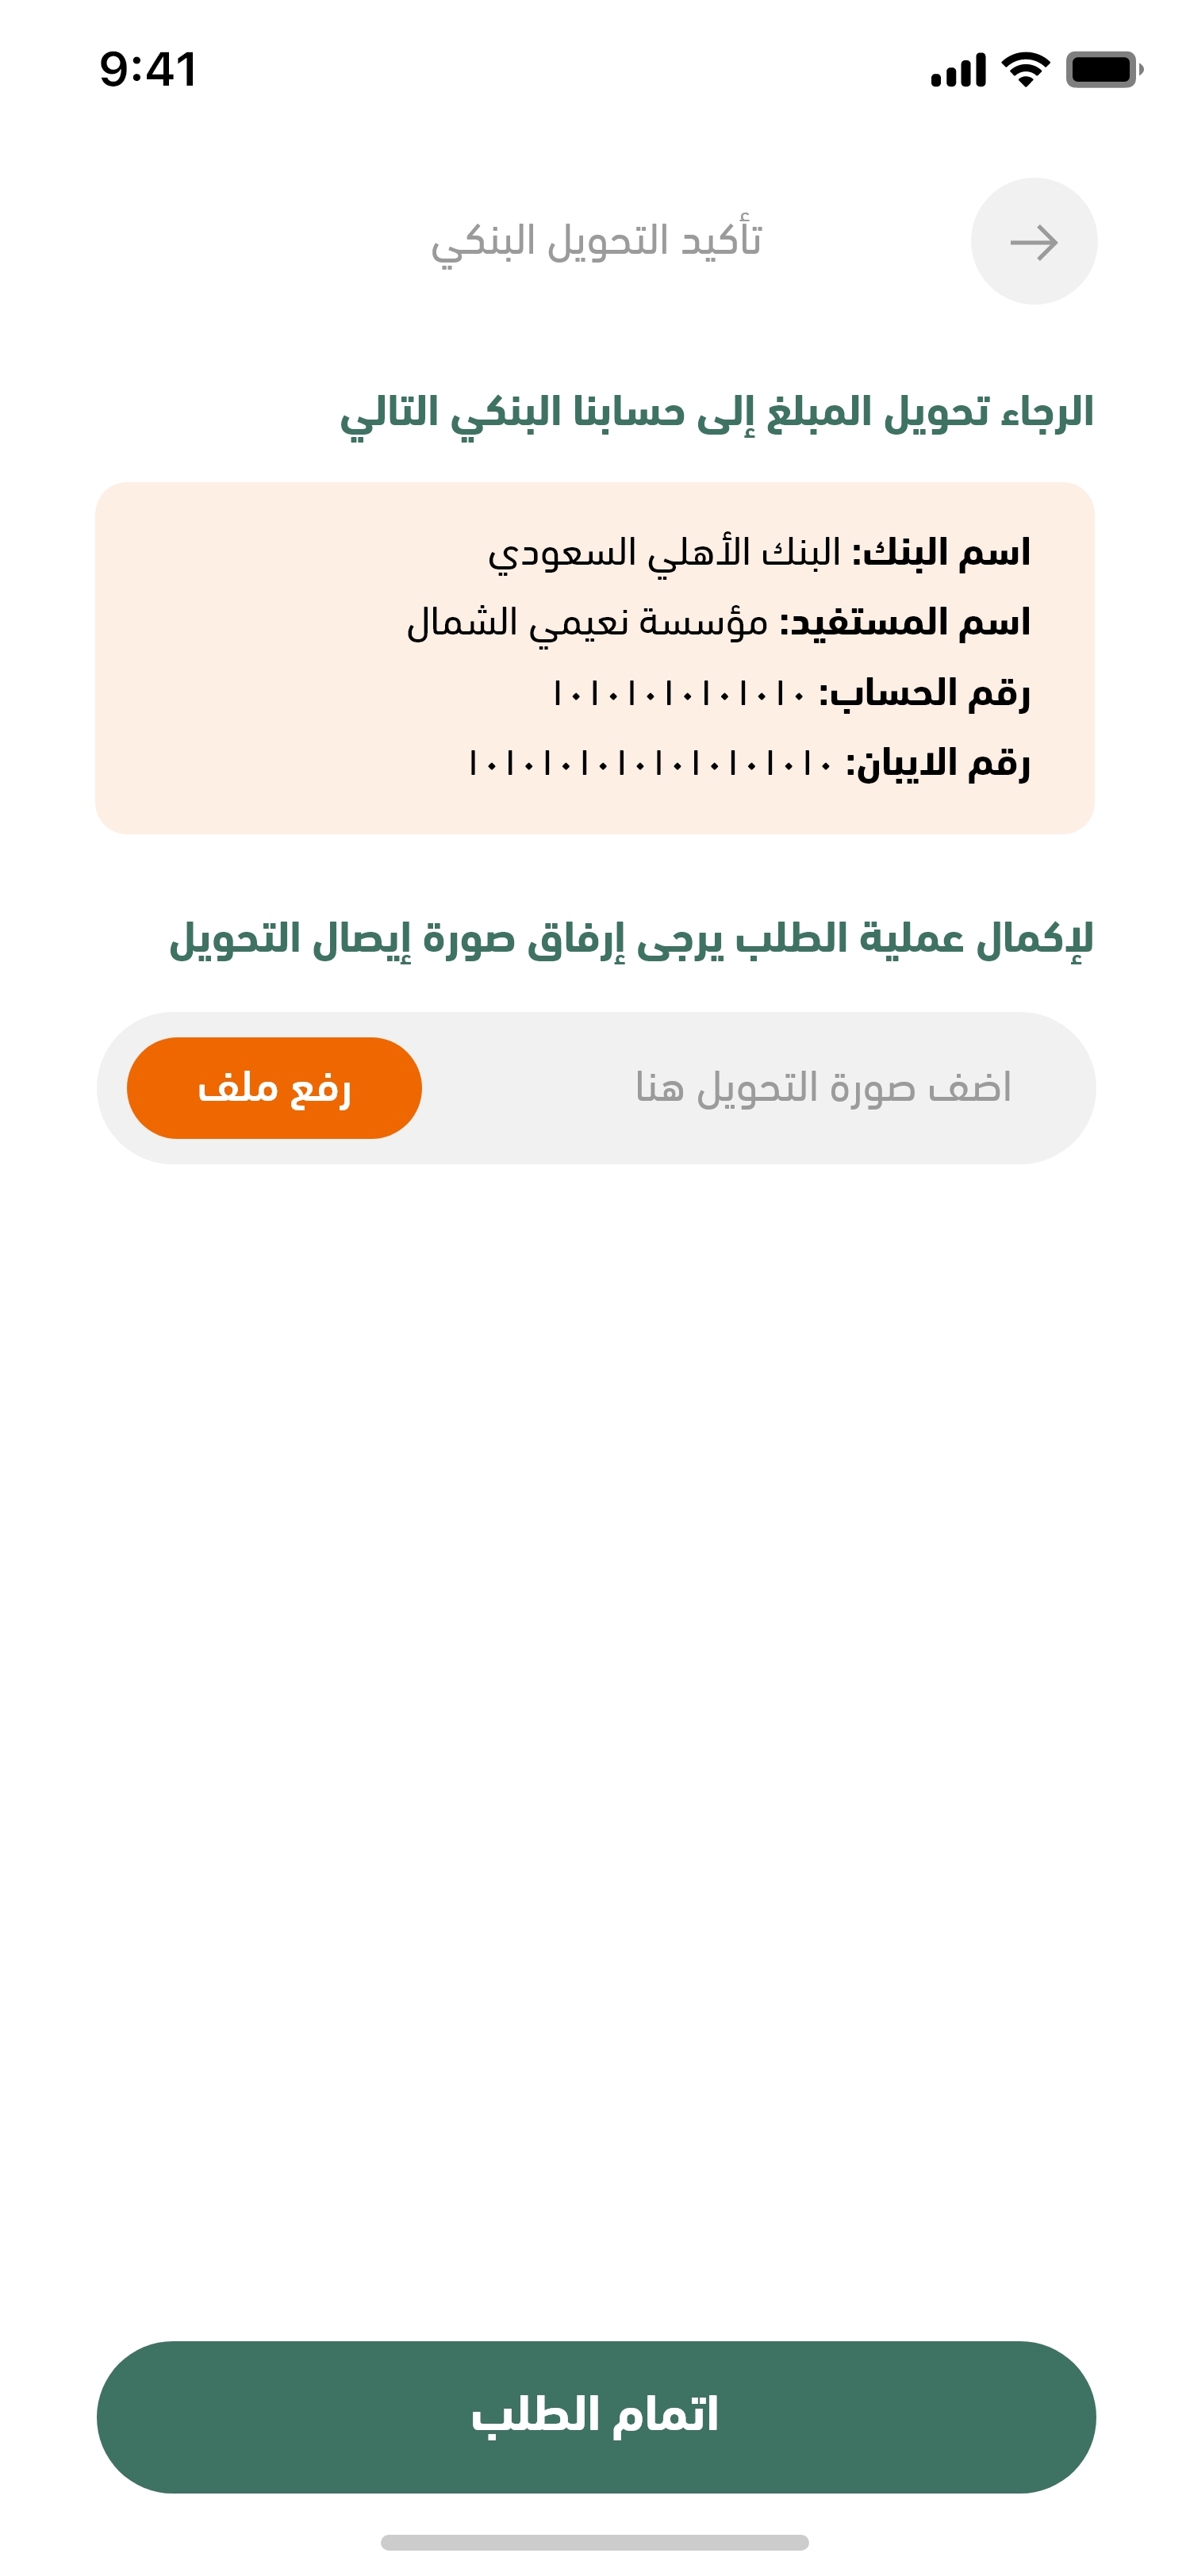 9:41
تأكيد التحويل البنكي
الرجاء تحويل المبلغ إلى حسابنا البنكي التالي
اسم البنك: البنك الأهلي السعودي
اسم المستفيد: مؤسسة نعيمي الشمال
رقم الحساب: ١٠١٠١٠١٠١٠١٠١٠
رقم الايبان: ١٠١٠١٠١٠١٠١٠١٠١٠١٠١٠
لإكمال عملية الطلب يرجى إرفاق صورة إيصال التحويل
اضف صورة التحويل هنا
رفع ملف
اتمام الطلب